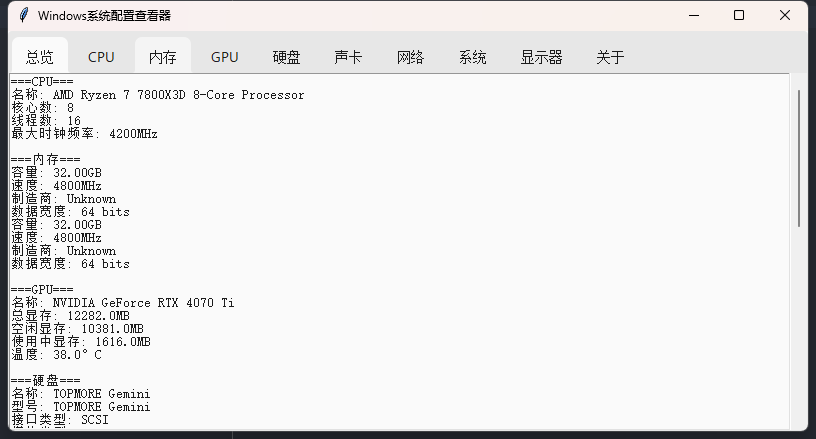 Windows系统配置查看器
总览 CPU 内存 GPU 硬盘 声卡 网络 系统 显示器 关于
===CPU===
名称: AMD Ryzen 7 7800X3D 8-Core Processor
核心数: 8
线程数: 16
最大时钟频率: 4200MHz
===内存===
容量: 32.00GB
速度: 4800MHz
制造商: Unknown
数据宽度: 64 bits
容量: 32.00GB
速度: 4800MHz
制造商: Unknown
数据宽度: 64 bits
===GPU===
名称: NVIDIA GeForce RTX 4070 Ti
总显存: 12282.0MB
空闲显存: 10381.0MB
使用中显存: 1616.0MB
温度: 38.0°C
===硬盘===
名称: TOPMORE Gemini
型号: TOPMORE Gemini
接口类型: SCSI